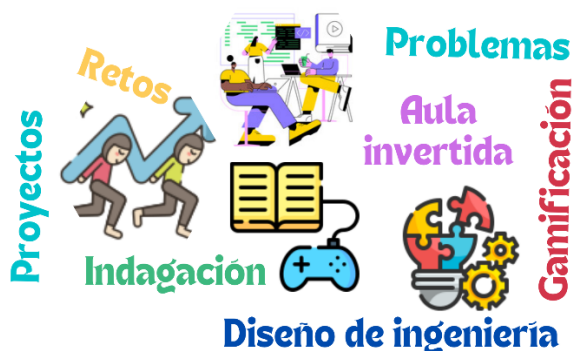 Problemas
Retos
Aula
invertida
Gamificación
Proyectos
Indagación
Diseño de ingeniería